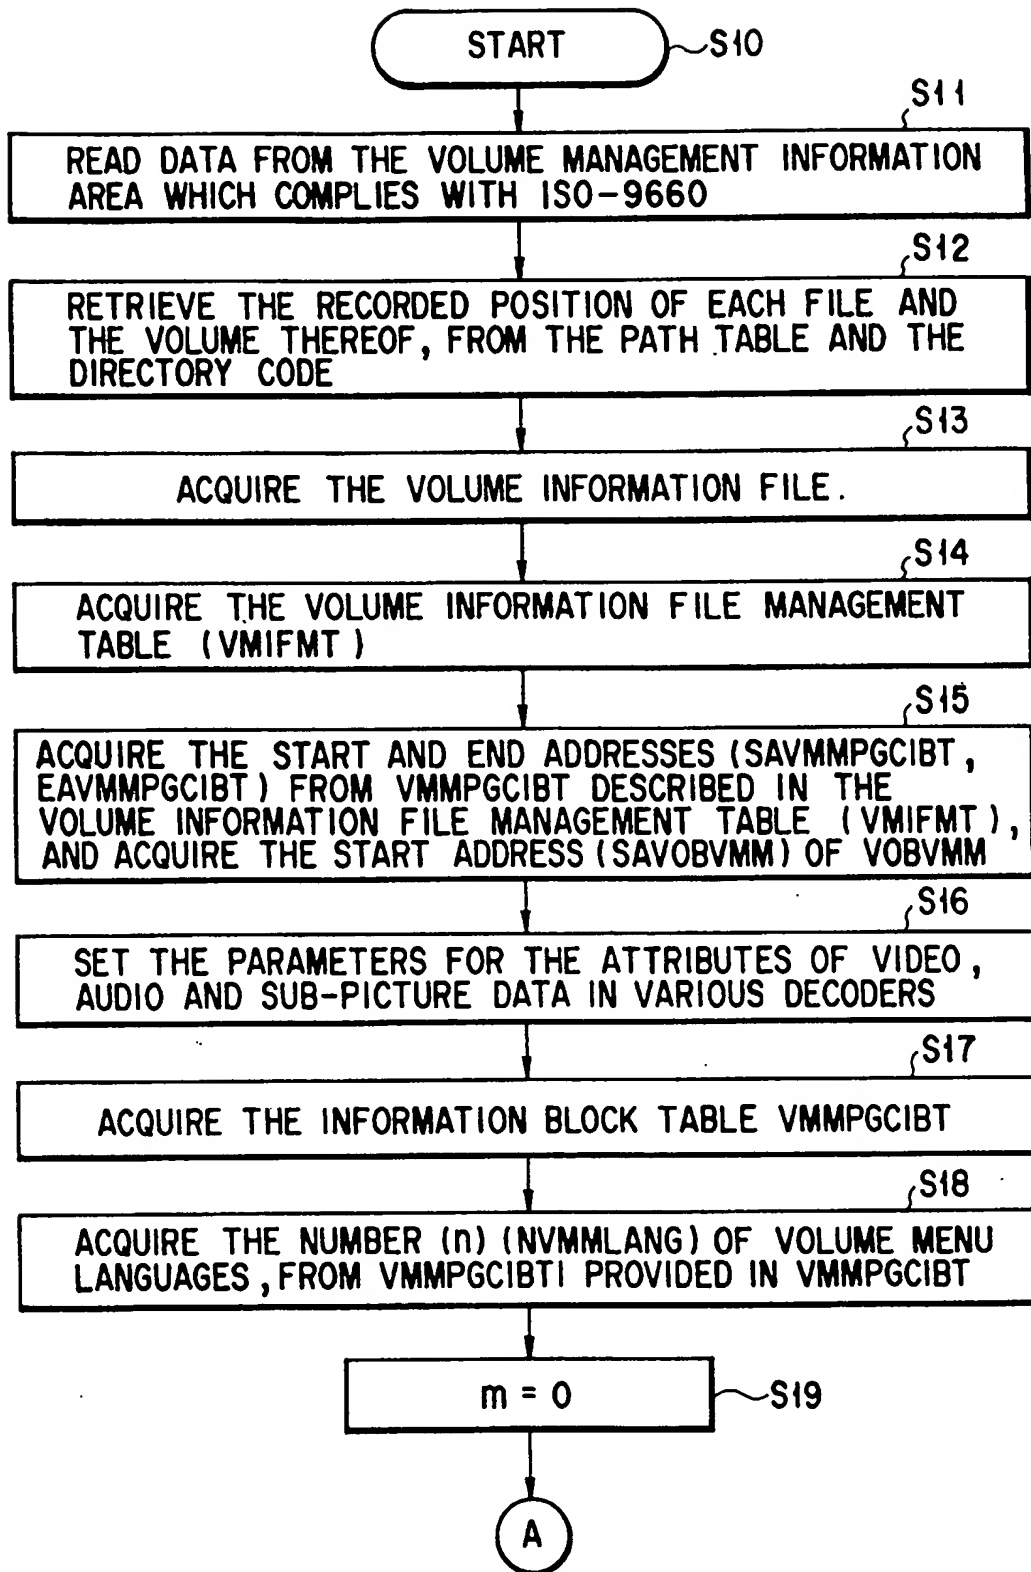 START
S10
S11
READ DATA FROM THE VOLUME MANAGEMENT INFORMATION
AREA WHICH COMPLIES WITH ISO-9660
S12
RETRIEVE THE RECORDED POSITION OF EACH FILE AND
THE VOLUME THEREOF, FROM THE PATH TABLE AND THE
DIRECTORY CODE
S13
ACQUIRE THE VOLUME INFORMATION FILE.
S14
ACQUIRE THE VOLUME INFORMATION FILE MANAGEMENT
TABLE (VMIFMT)
S15
ACQUIRE THE START AND END ADDRESSES (SAVMMPGCIBT,
EAVMMPGCIBT) FROM VMMPGCIBT DESCRIBED IN THE
VOLUME INFORMATION FILE MANAGEMENT TABLE (VMIFMT),
AND ACQUIRE THE START ADDRESS (SAVOBVMM) OF VOBVMM
S16
SET THE PARAMETERS FOR THE ATTRIBUTES OF VIDEO,
AUDIO AND SUB-PICTURE DATA IN VARIOUS DECODERS
S17
ACQUIRE THE INFORMATION BLOCK TABLE VMMPGCIBT
S18
ACQUIRE THE NUMBER (n) (NVMMLANG) OF VOLUME MENU
LANGUAGES, FROM VMMPGCIBTI PROVIDED IN VMMPGCIBT
m = 0
S19
A